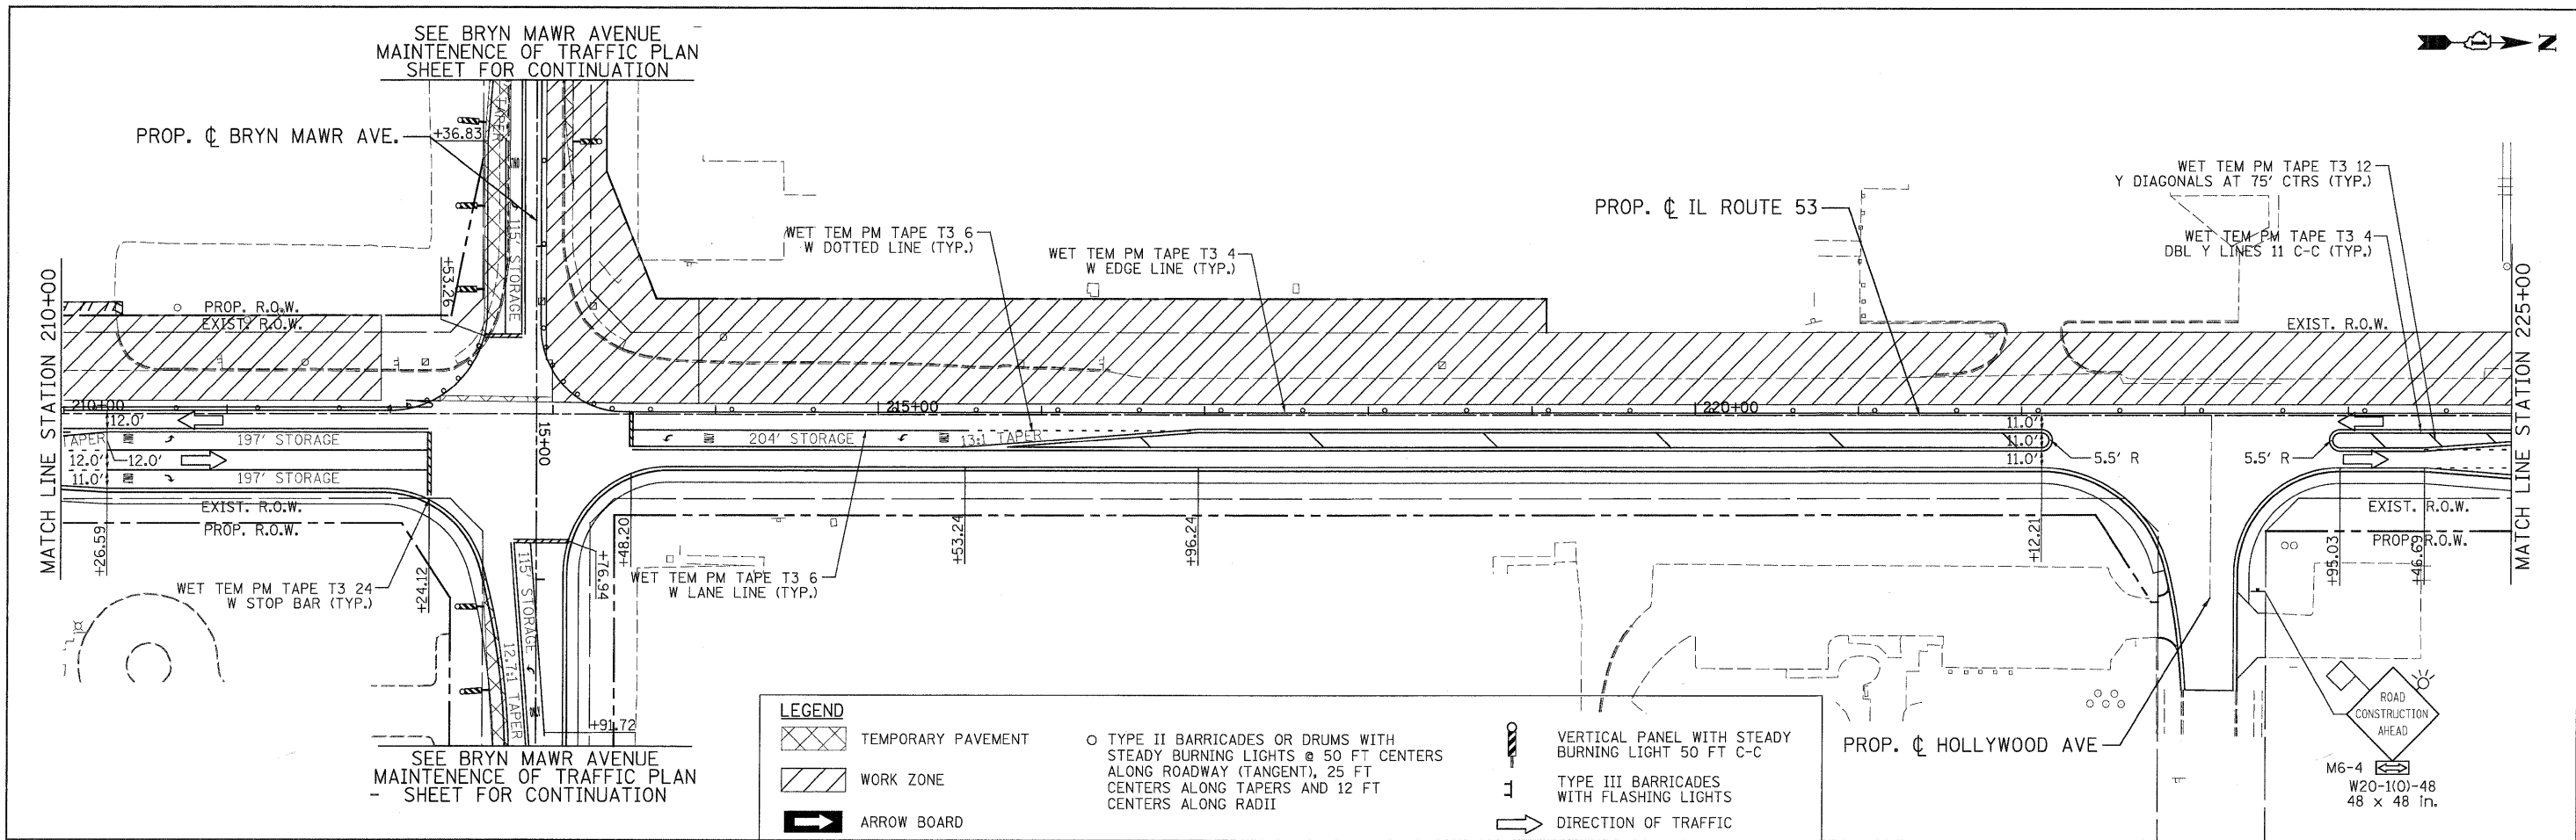 SEE BRYN MAWR AVENUE
MAINTENENCE OF TRAFFIC PLAN
SHEET FOR CONTINUATION
N
PROP. ℄ BRYN MAWR AVE.
+36.83
TAPER
ONLY
115' STORAGE
+53.26
WET TEM PM TAPE T3 6
W DOTTED LINE (TYP.)
WET TEM PM TAPE T3 4
W EDGE LINE (TYP.)
PROP. ℄ IL ROUTE 53
WET TEM PM TAPE T3 12
Y DIAGONALS AT 75' CTRS (TYP.)
WET TEM PM TAPE T3 4
DBL Y LINES 11 C-C (TYP.)
MATCH LINE STATION 210+00
PROP. R.O.W.
EXIST. R.O.W.
EXIST. R.O.W.
MATCH LINE STATION 225+00
210+00
215+00
220+00
12.0'
TAPER
ONLY
197' STORAGE
12.0'
12.0'
11.0'
ONLY
197' STORAGE
15+00
ONLY
204' STORAGE
ONLY
13:1 TAPER
11.0'
11.0'
11.0'
5.5' R
5.5' R
EXIST. R.O.W.
PROP. R.O.W.
EXIST. R.O.W.
PROP. R.O.W.
+26.59
+24.12
+48.20
+76.94
+53.24
+96.24
+12.21
+95.03
+46.69
WET TEM PM TAPE T3 24
W STOP BAR (TYP.)
WET TEM PM TAPE T3 6
W LANE LINE (TYP.)
115' STORAGE
12.7:1 TAPER
ONLY
+91.72
SEE BRYN MAWR AVENUE
MAINTENENCE OF TRAFFIC PLAN
SHEET FOR CONTINUATION
LEGEND
TEMPORARY PAVEMENT
WORK ZONE
ARROW BOARD
TYPE II BARRICADES OR DRUMS WITH
STEADY BURNING LIGHTS @ 50 FT CENTERS
ALONG ROADWAY (TANGENT), 25 FT
CENTERS ALONG TAPERS AND 12 FT
CENTERS ALONG RADII
VERTICAL PANEL WITH STEADY
BURNING LIGHT 50 FT C-C
TYPE III BARRICADES
WITH FLASHING LIGHTS
DIRECTION OF TRAFFIC
PROP. ℄ HOLLYWOOD AVE
ROAD
CONSTRUCTION
AHEAD
M6-4
W20-1(O)-48
48 x 48 in.